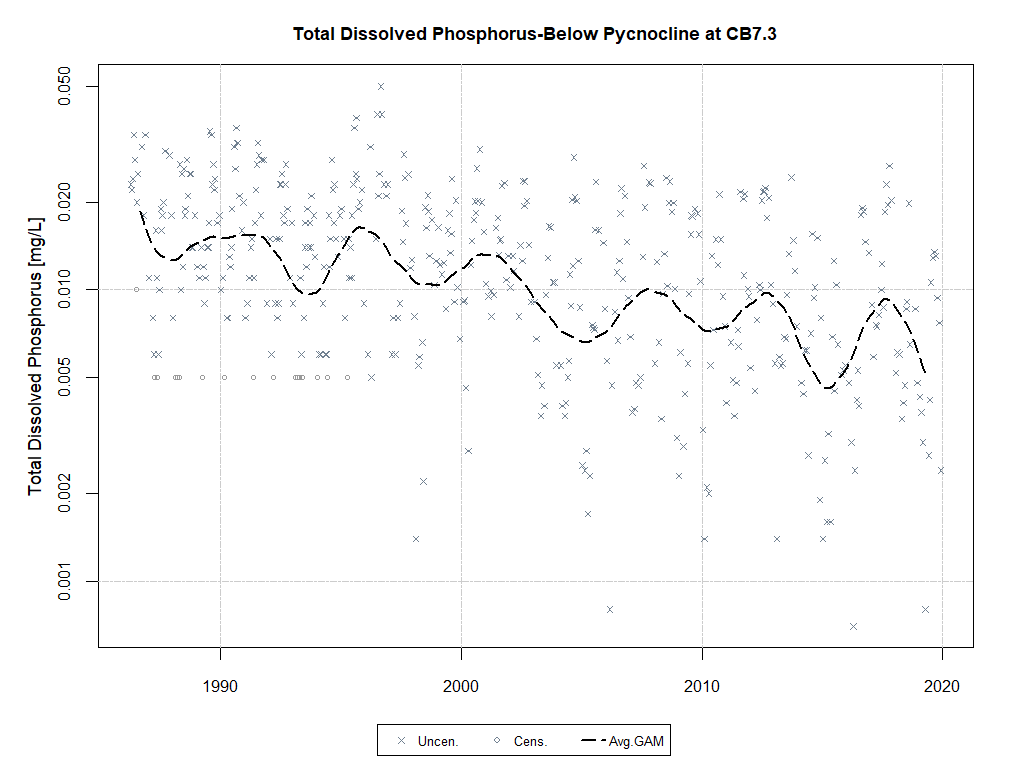 Total Dissolved Phosphorus-Below Pycnocline at CB7.3
Total Dissolved Phosphorus [mg/L]
0.050
0.020
0.010
0.005
0.002
0.001
1990 2000 2010 2020
Uncen. Cens. Avg.GAM